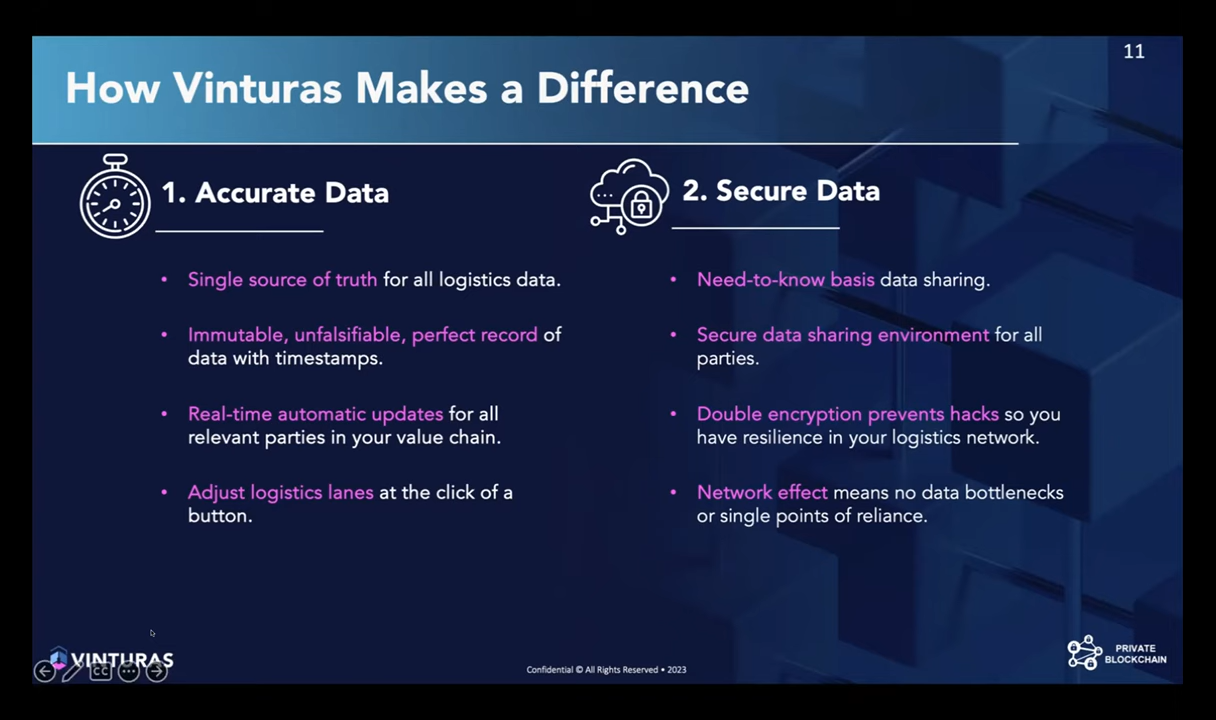 11
How Vinturas Makes a Difference
1. Accurate Data
• Single source of truth for all logistics data.
• Immutable, unfalsifiable, perfect record of
data with timestamps.
• Real-time automatic updates for all
relevant parties in your value chain.
• Adjust logistics lanes at the click of a
button.
2. Secure Data
• Need-to-know basis data sharing.
• Secure data sharing environment for all
parties.
• Double encryption prevents hacks so you
have resilience in your logistics network.
• Network effect means no data bottlenecks
or single points of reliance.
VINTURAS
CC
Confidential © All Rights Reserved • 2023
PRIVATE
BLOCKCHAIN